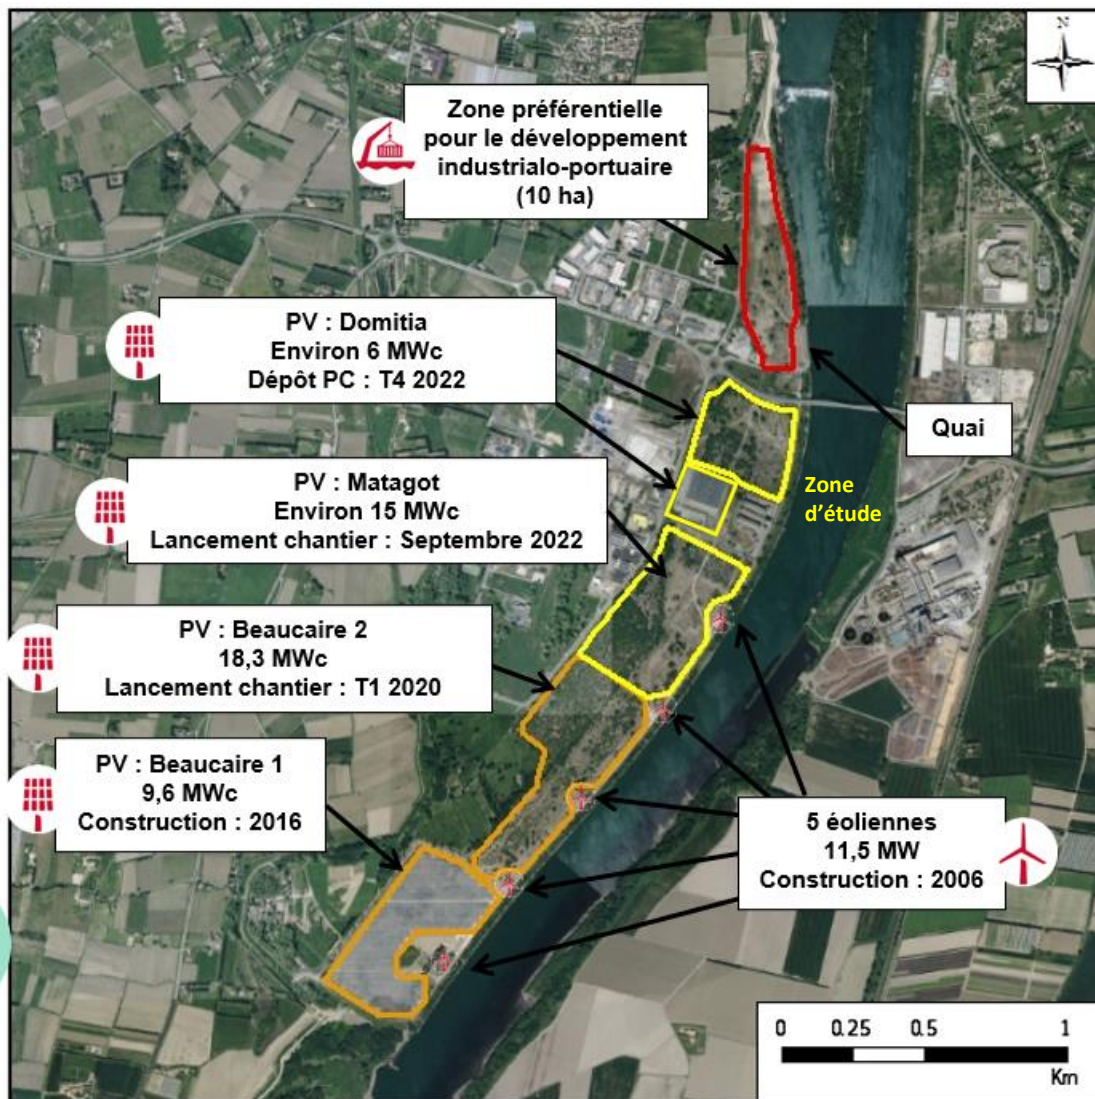 N
Zone préférentielle
pour le développement
industrialo-portuaire
(10 ha)
PV : Domitia
Environ 6 MWc
Dépôt PC : T4 2022
Quai
PV : Matagot
Environ 15 MWc
Lancement chantier : Septembre 2022
Zone
d'étude
PV : Beaucaire 2
18,3 MWc
Lancement chantier : T1 2020
PV : Beaucaire 1
9,6 MWc
Construction : 2016
5 éoliennes
11,5 MW
Construction : 2006
0 0.25 0.5 1
Km